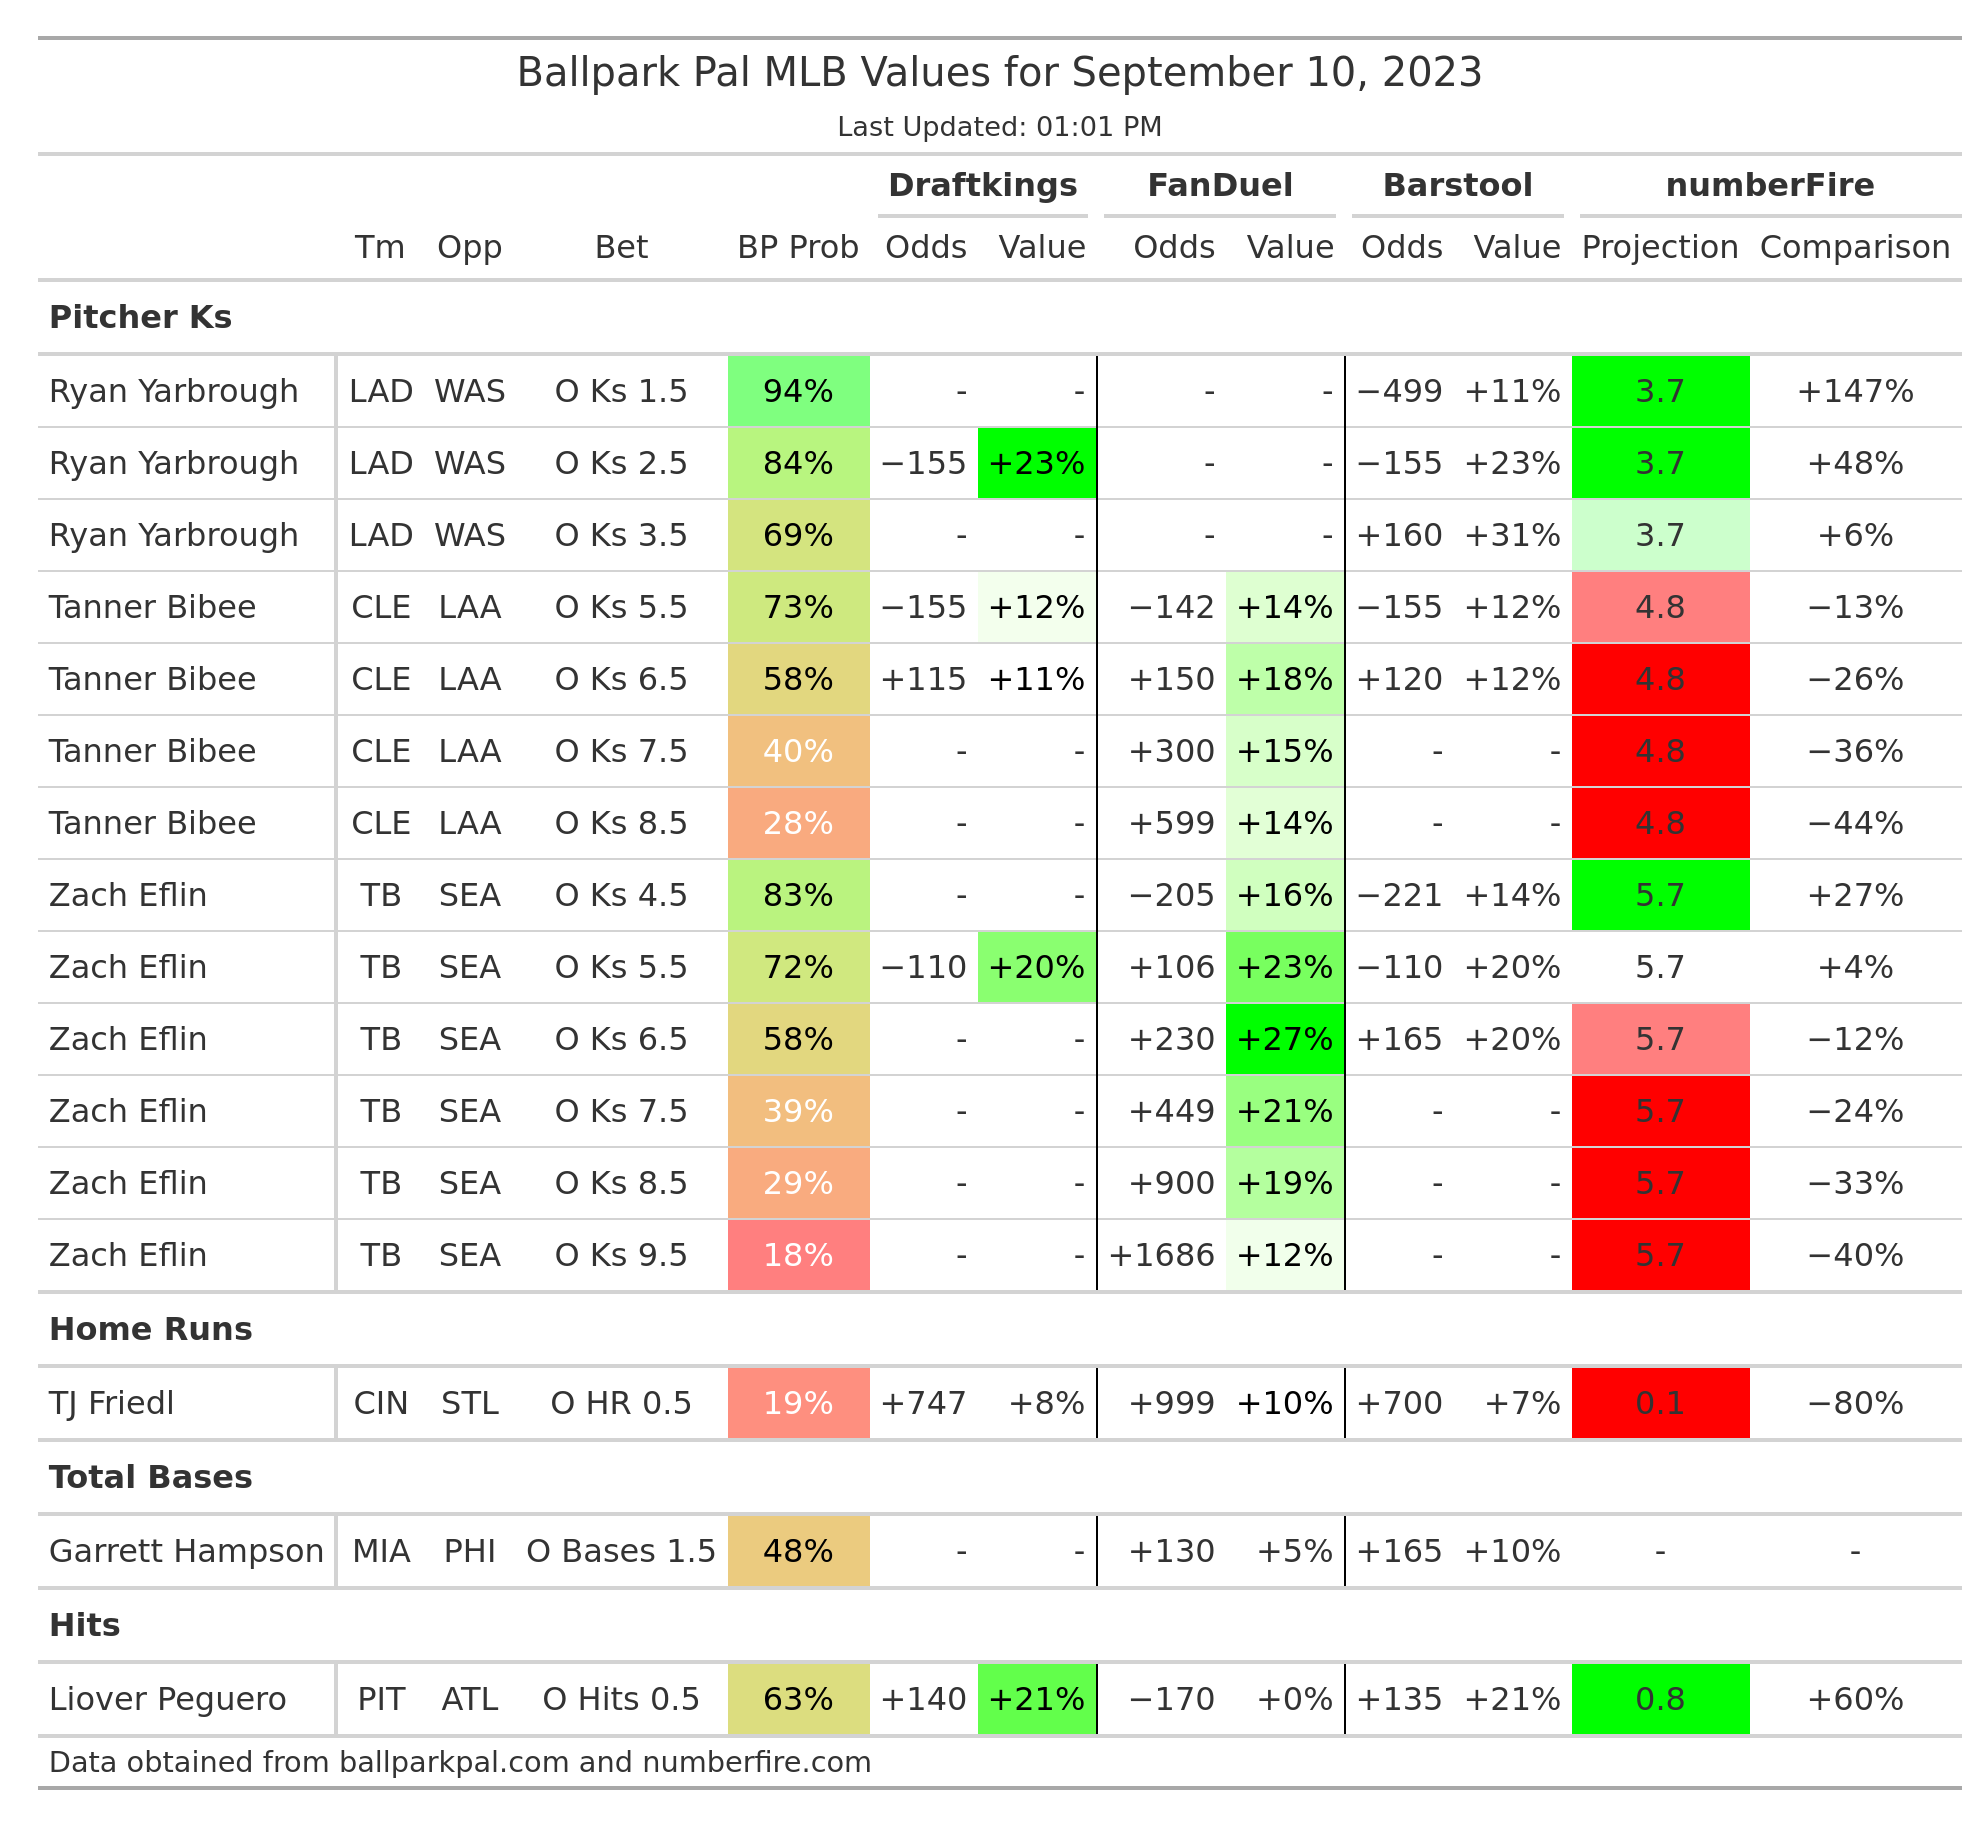 Ballpark Pal MLB Values for September 10, 2023
Last Updated: 01:01 PM
Draftkings FanDuel Barstool numberFire
Tm Opp Bet BP Prob Odds Value Odds Value Odds Value Projection Comparison
Pitcher Ks
Ryan Yarbrough LAD WAS O Ks 1.5 94% - - - - −499 +11% 3.7 +147%
Ryan Yarbrough LAD WAS O Ks 2.5 84% −155 +23% - - −155 +23% 3.7 +48%
Ryan Yarbrough LAD WAS O Ks 3.5 69% - - - - +160 +31% 3.7 +6%
Tanner Bibee CLE LAA O Ks 5.5 73% −155 +12% −142 +14% −155 +12% 4.8 −13%
Tanner Bibee CLE LAA O Ks 6.5 58% +115 +11% +150 +18% +120 +12% 4.8 −26%
Tanner Bibee CLE LAA O Ks 7.5 40% - - +300 +15% - - 4.8 −36%
Tanner Bibee CLE LAA O Ks 8.5 28% - - +599 +14% - - 4.8 −44%
Zach Eflin TB SEA O Ks 4.5 83% - - −205 +16% −221 +14% 5.7 +27%
Zach Eflin TB SEA O Ks 5.5 72% −110 +20% +106 +23% −110 +20% 5.7 +4%
Zach Eflin TB SEA O Ks 6.5 58% - - +230 +27% +165 +20% 5.7 −12%
Zach Eflin TB SEA O Ks 7.5 39% - - +449 +21% - - 5.7 −24%
Zach Eflin TB SEA O Ks 8.5 29% - - +900 +19% - - 5.7 −33%
Zach Eflin TB SEA O Ks 9.5 18% - - +1686 +12% - - 5.7 −40%
Home Runs
TJ Friedl CIN STL O HR 0.5 19% +747 +8% +999 +10% +700 +7% 0.1 −80%
Total Bases
Garrett Hampson MIA PHI O Bases 1.5 48% - - +130 +5% +165 +10% - -
Hits
Liover Peguero PIT ATL O Hits 0.5 63% +140 +21% −170 +0% +135 +21% 0.8 +60%
Data obtained from ballparkpal.com and numberfire.com